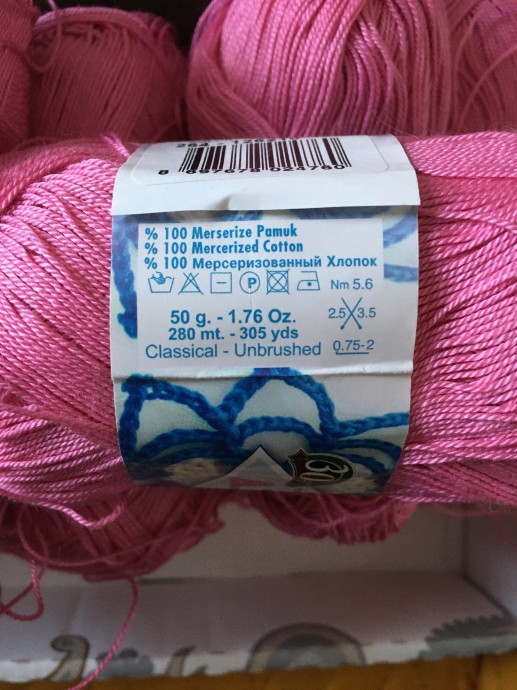 % 100 Merserize Pamuk
% 100 Mercerized Cotton
% 100 Мерсеризованный Хлопок
P
Nm 5.6
50 g. - 1.76 Oz.
2.5 3.5
280 mt. - 305 yds
Classical - Unbrushed 0.75-2
30